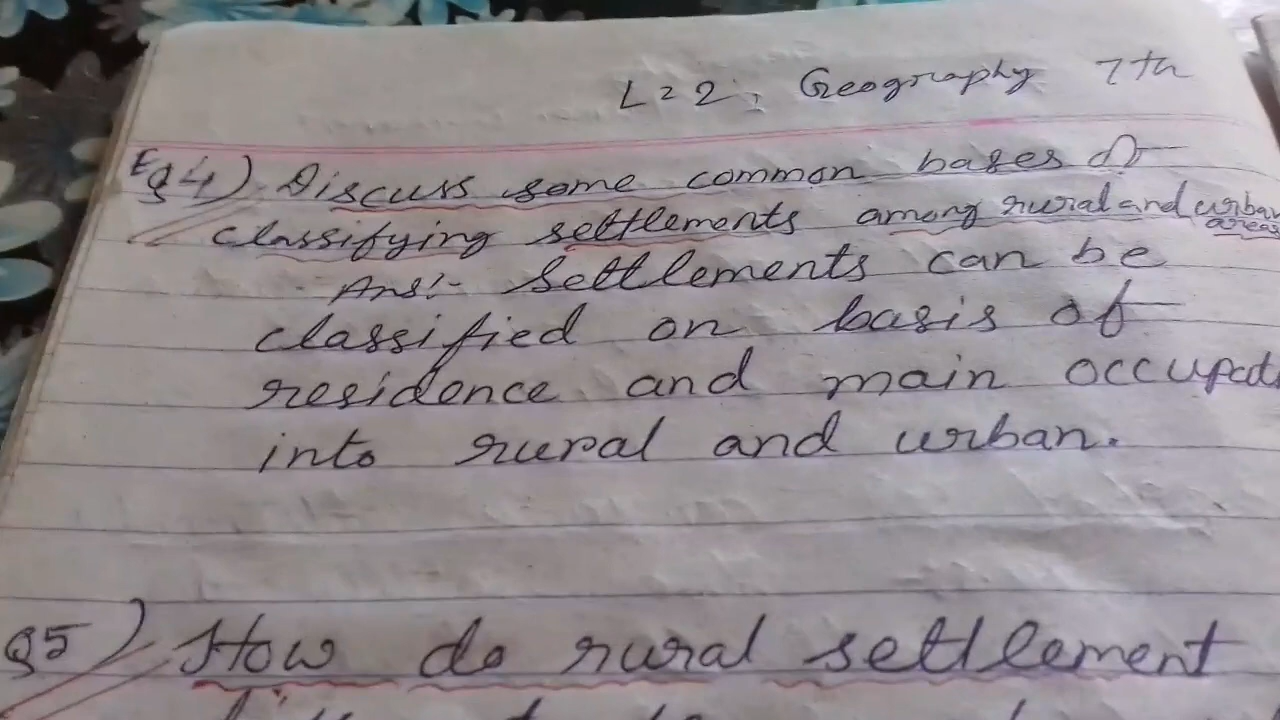 L=2, Geography 7th
Q4) Discuss some common bases of
classifying settlements among rural and urban
areas
Ans:- Settlements can be
classified on basis of
residence and main occupat
into rural and urban.
Q5) How do rural settlement